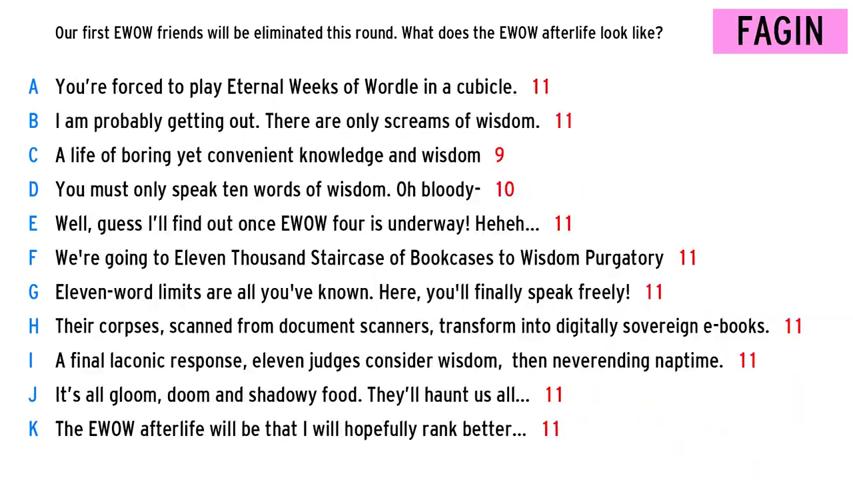 Our first EWOW friends will be eliminated this round. What does the EWOW afterlife look like?
FAGIN
A You're forced to play Eternal Weeks of Wordle in a cubicle. 11
B I am probably getting out. There are only screams of wisdom. 11
C A life of boring yet convenient knowledge and wisdom 9
D You must only speak ten words of wisdom. Oh bloody- 10
E Well, guess I'll find out once EWOW four is underway! Heheh... 11
F We're going to Eleven Thousand Staircase of Bookcases to Wisdom Purgatory 11
G Eleven-word limits are all you've known. Here, you'll finally speak freely! 11
H Their corpses, scanned from document scanners, transform into digitally sovereign e-books. 11
I A final laconic response, eleven judges consider wisdom,  then neverending naptime. 11
J It's all gloom, doom and shadowy food. They'll haunt us all... 11
K The EWOW afterlife will be that I will hopefully rank better... 11